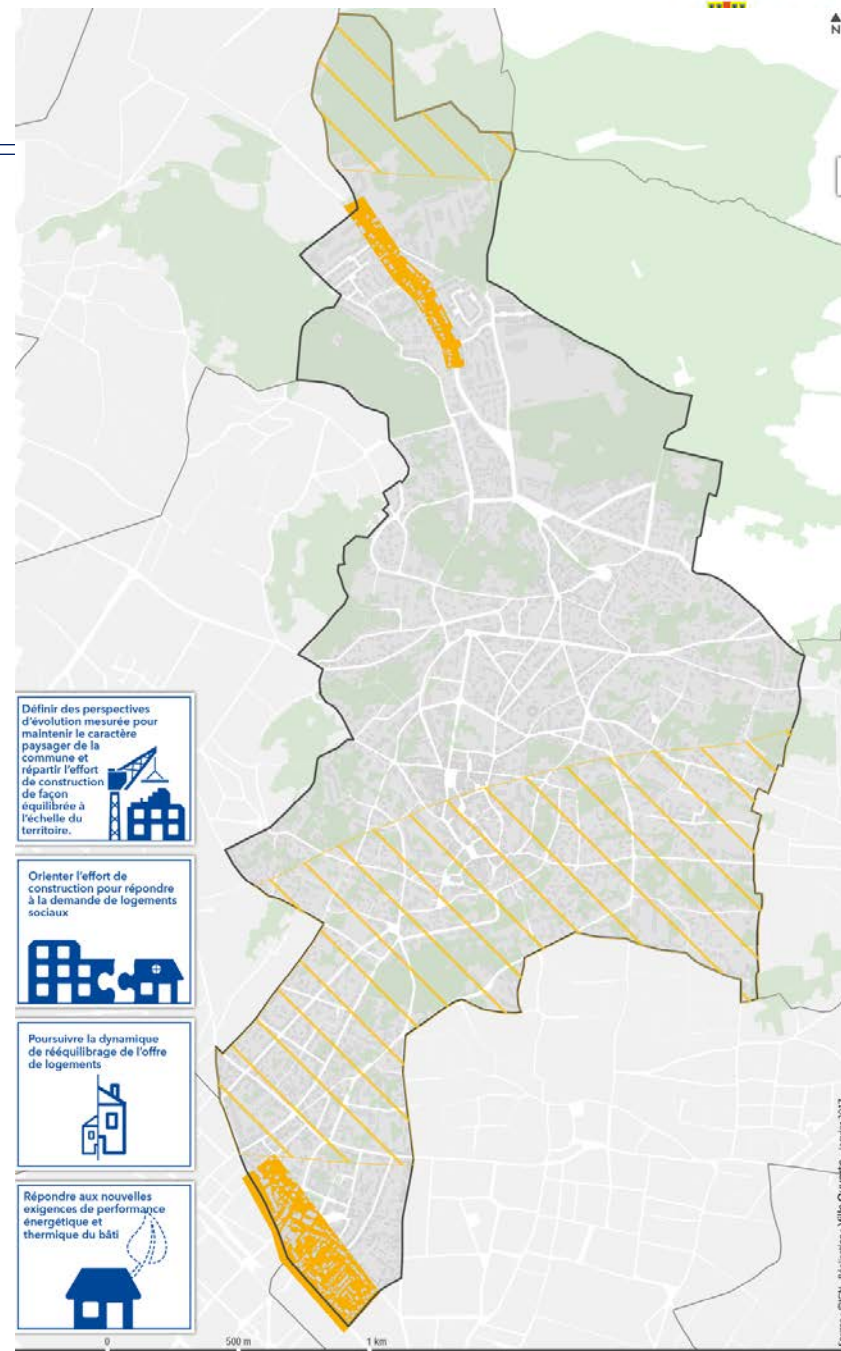 N
Définir des perspectives
d'évolution mesurée pour
maintenir le caractère
paysager de la
commune et
répartir l'effort
de construction
de façon
équilibrée à
l'échelle du
territoire.
Orienter l'effort de
construction pour répondre
à la demande de logements
sociaux
Poursuivre la dynamique
de rééquilibrage de l'offre
de logements
Répondre aux nouvelles
exigences de performance
énergétique et
thermique du bâti
0 500 m 1 km